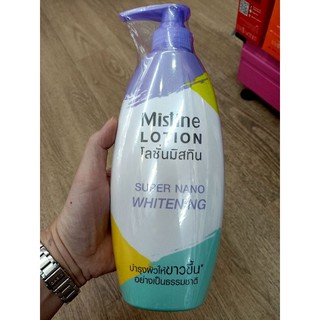 Mistine
LOTION
โลชั่นมิสทิน
SUPER NANO
WHITENING
บำรุงผิวให้ขาวขึ้น*
อย่างเป็นธรรมชาติ